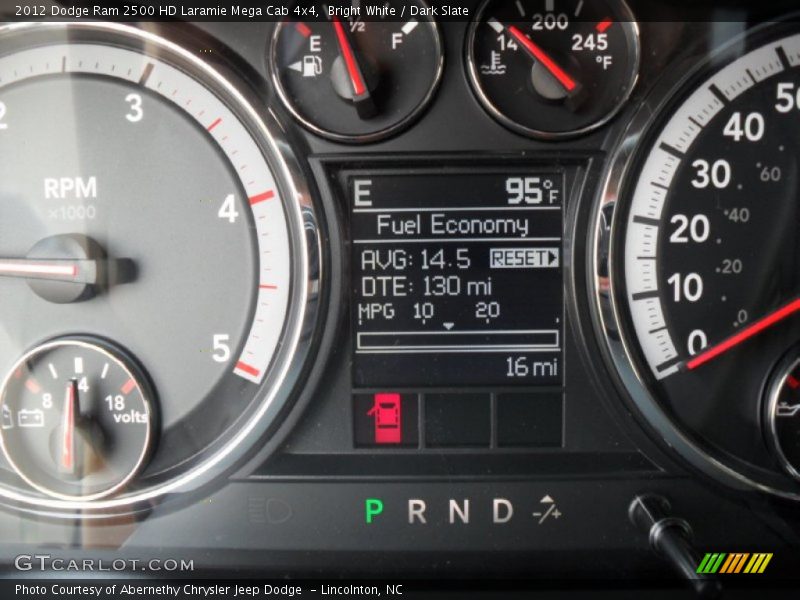 2012 Dodge Ram 2500 HD Laramie Mega Cab 4x4, Bright White / Dark Slate
E 1/2 F
14 200 245 °F
2 3 4 5
RPM
x1000
8 14 18
volts
E 95°F
Fuel Economy
AVG: 14.5 RESET
DTE: 130 mi
MPG 10 20
16 mi
50 40 30 20 10 0
60 40 20 0
P R N D -/+
GTCARLOT.COM
Photo Courtesy of Abernethy Chrysler Jeep Dodge - Lincolnton, NC